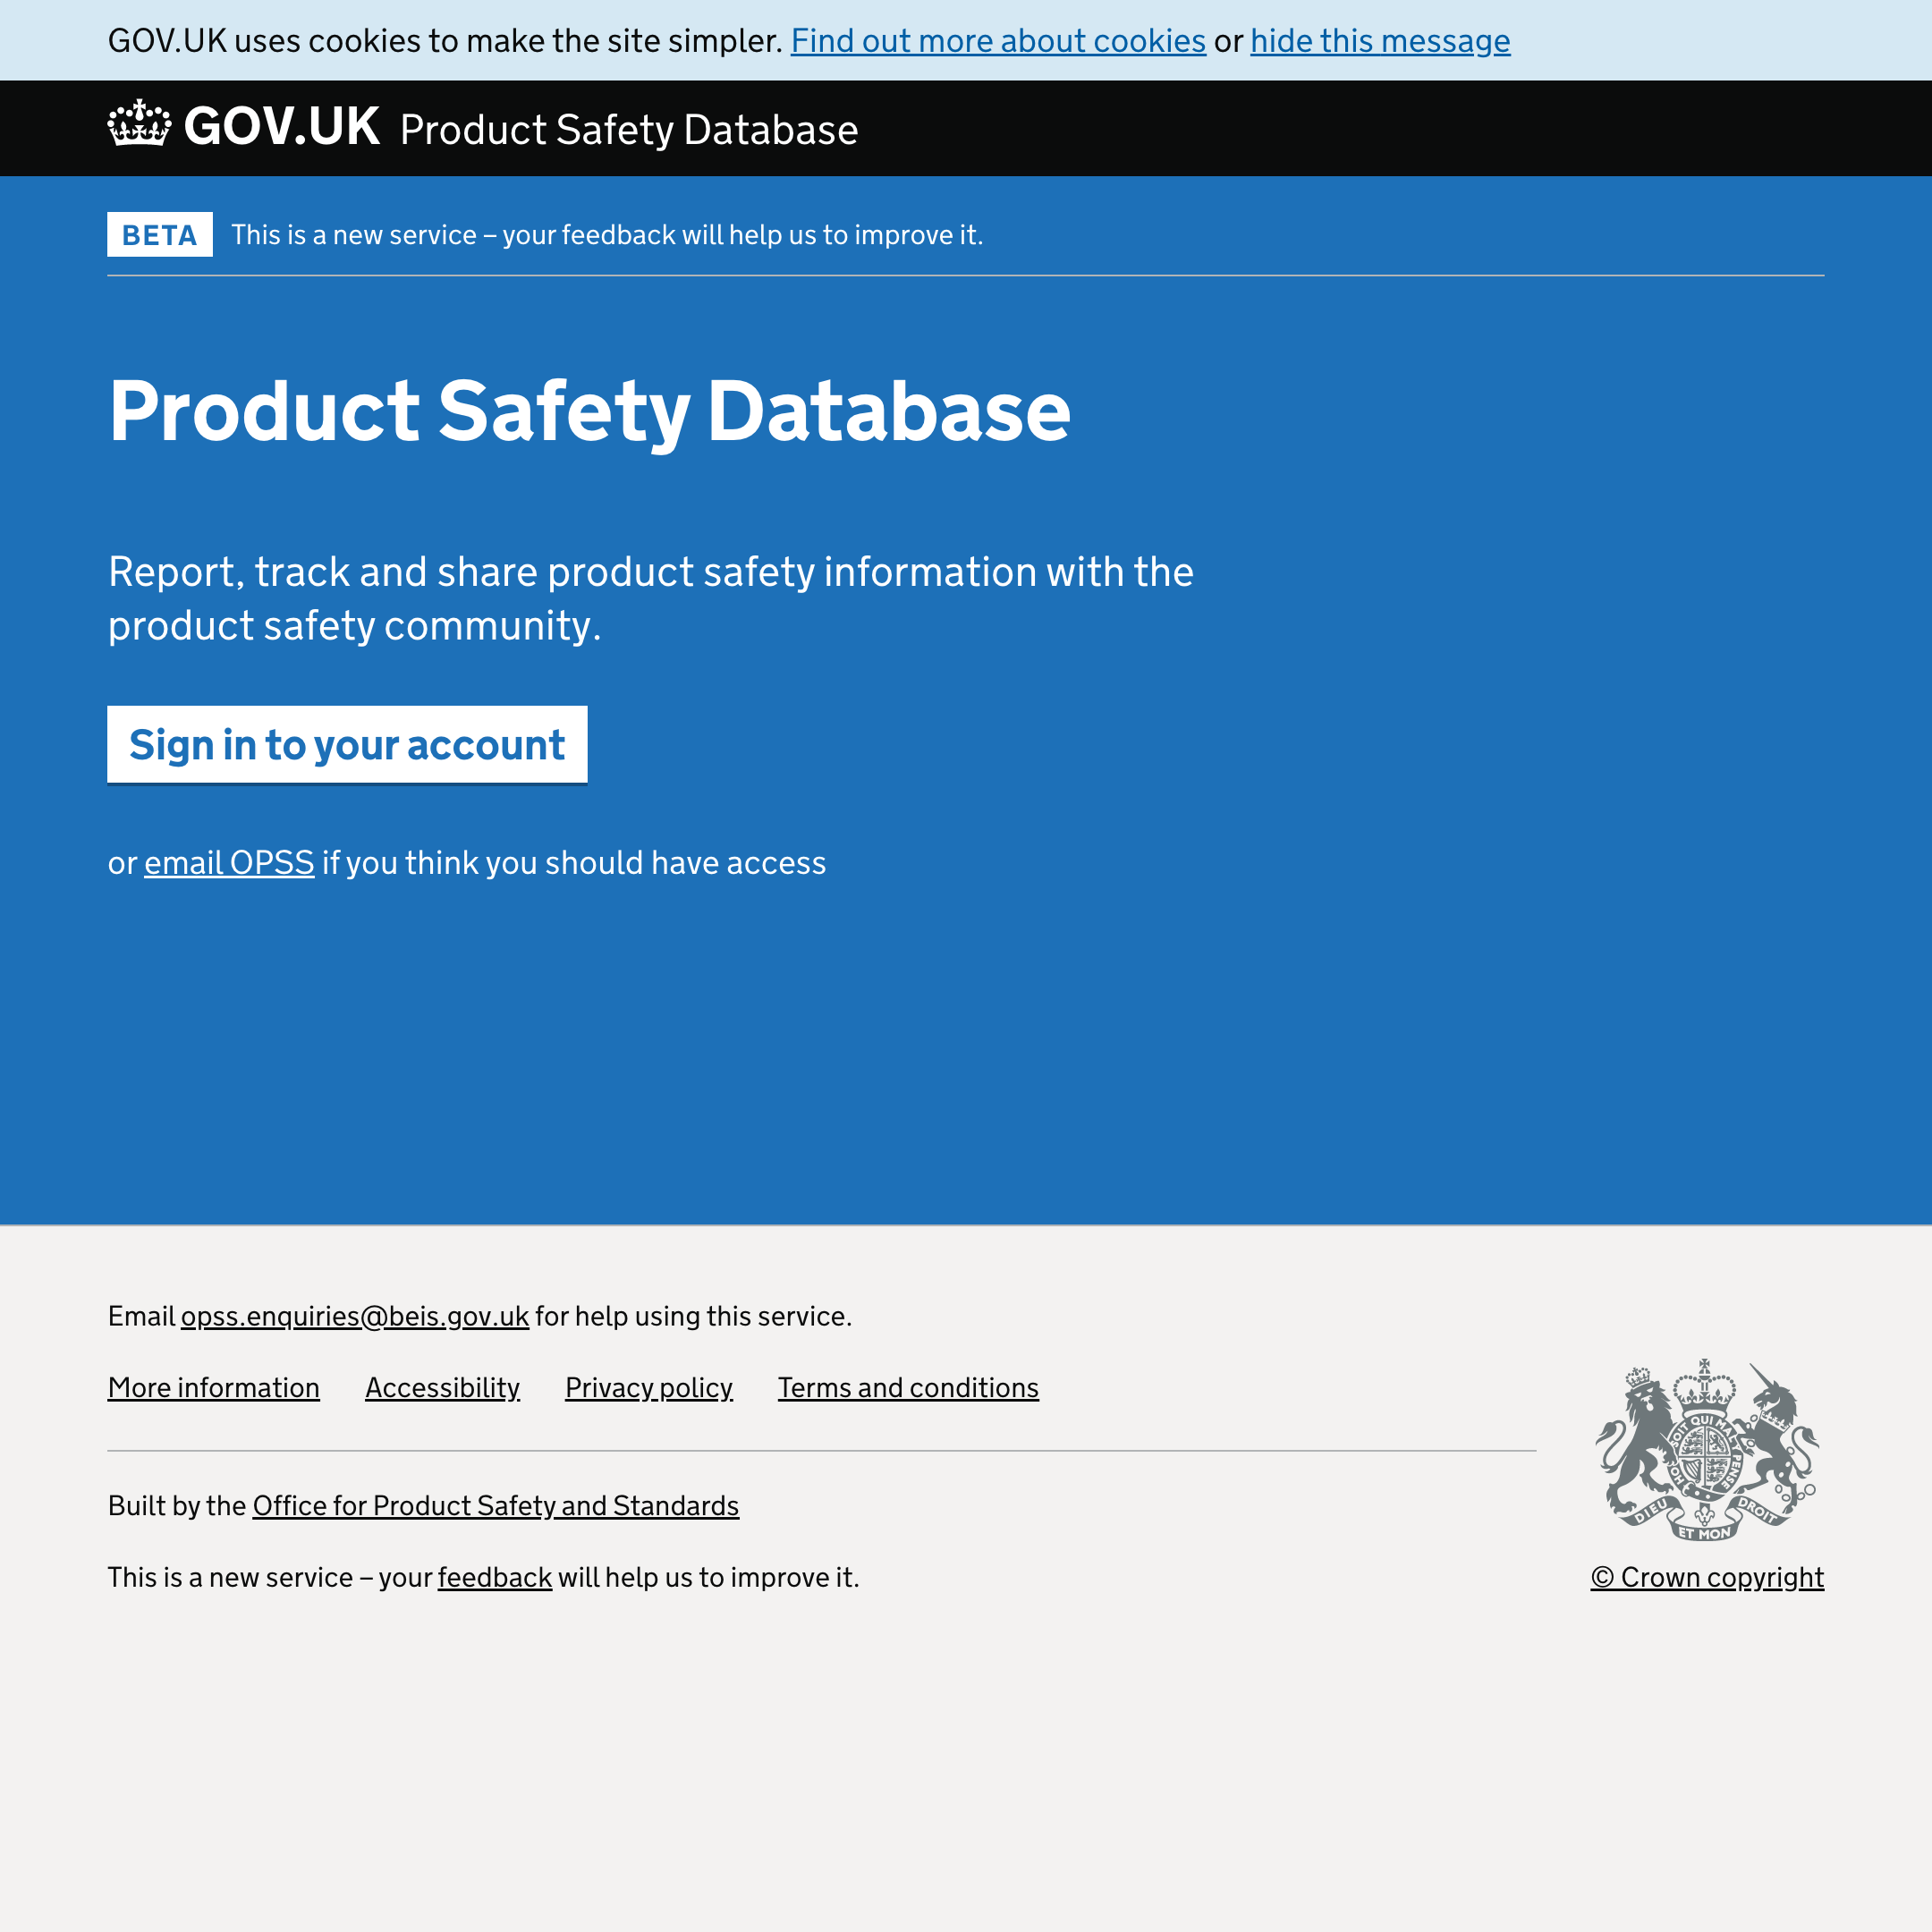 GOV.UK uses cookies to make the site simpler. Find out more about cookies or hide this message
GOV.UK Product Safety Database
BETA This is a new service – your feedback will help us to improve it.
Product Safety Database
Report, track and share product safety information with the
product safety community.
Sign in to your account
or email OPSS if you think you should have access
Email opss.enquiries@beis.gov.uk for help using this service.
More information Accessibility Privacy policy Terms and conditions
Built by the Office for Product Safety and Standards
This is a new service – your feedback will help us to improve it.
QUI MAL PENSE
DIEU ET MON DROIT
© Crown copyright